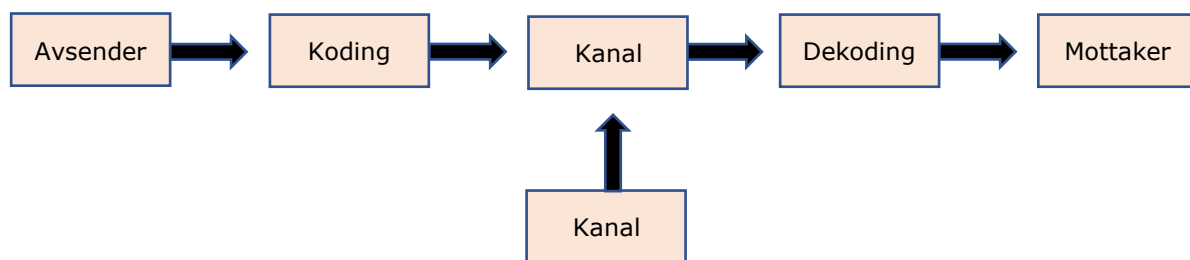 Avsender
Koding
Kanal
Dekoding
Mottaker
Kanal